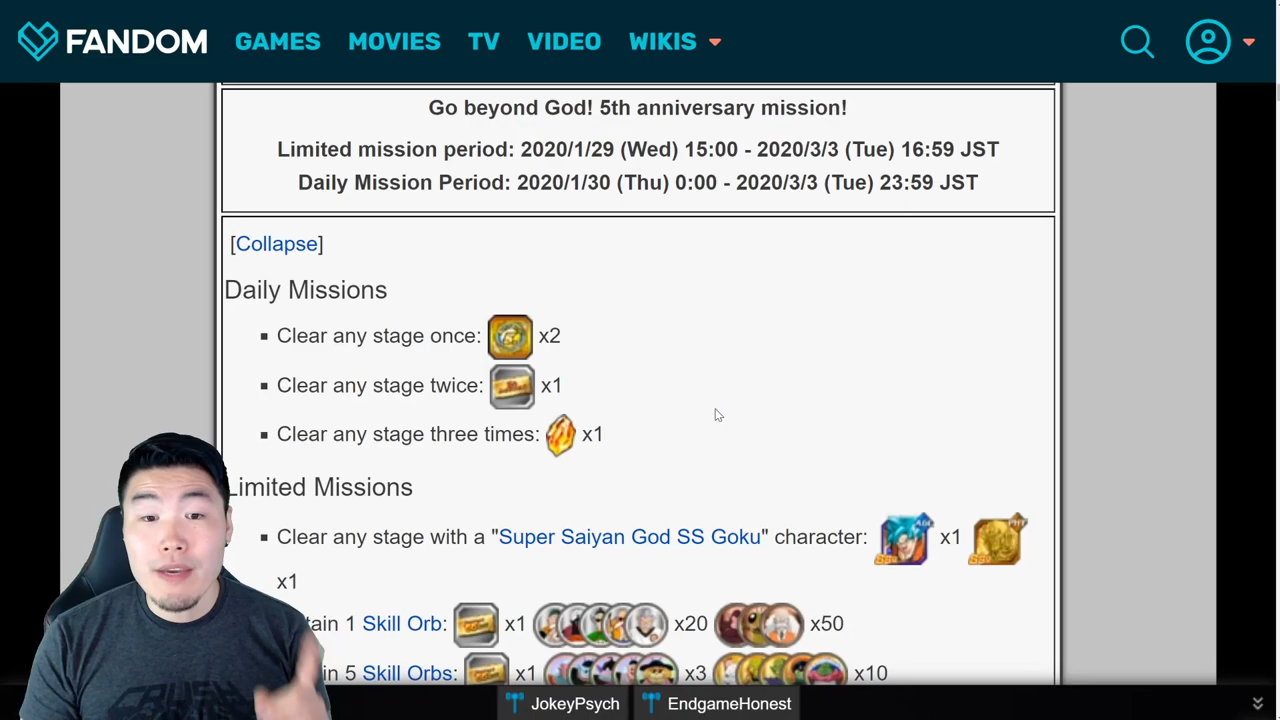 FANDOM GAMES MOVIES TV VIDEO WIKIS
Go beyond God! 5th anniversary mission!
Limited mission period: 2020/1/29 (Wed) 15:00 - 2020/3/3 (Tue) 16:59 JST
Daily Mission Period: 2020/1/30 (Thu) 0:00 - 2020/3/3 (Tue) 23:59 JST
[Collapse]
Daily Missions
Clear any stage once: x2
Clear any stage twice: x1
Clear any stage three times: x1
Limited Missions
Clear any stage with a "Super Saiyan God SS Goku" character: x1
x1
tain 1 Skill Orb: x1 x20 x50
in 5 Skill Orbs: x1 x3 x10
JokeyPsych EndgameHonest